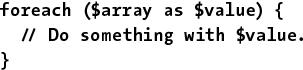 foreach ($array as $value) {
  // Do something with $value.
}